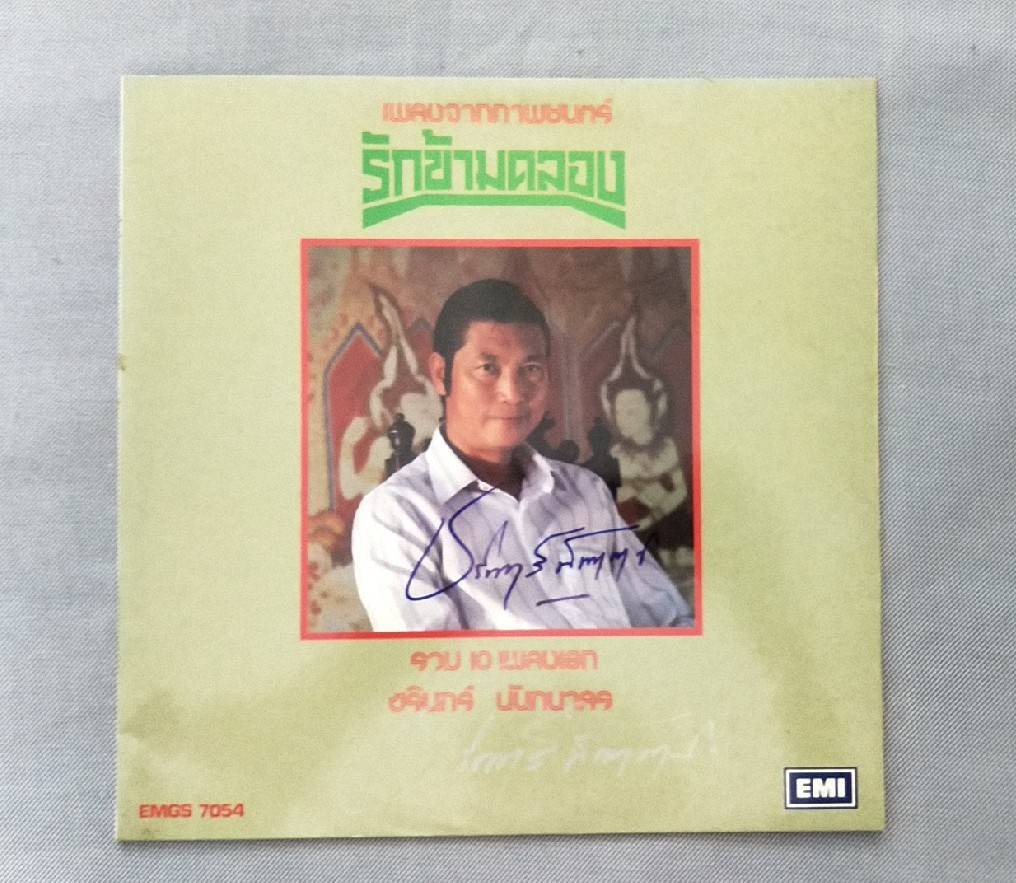 เพลงจากภาพยนทร์
รักข้ามคลอง
รวม 10 เพลงเอก
ชรินทร์ นันทนาคร
EMI
EMGS 7054